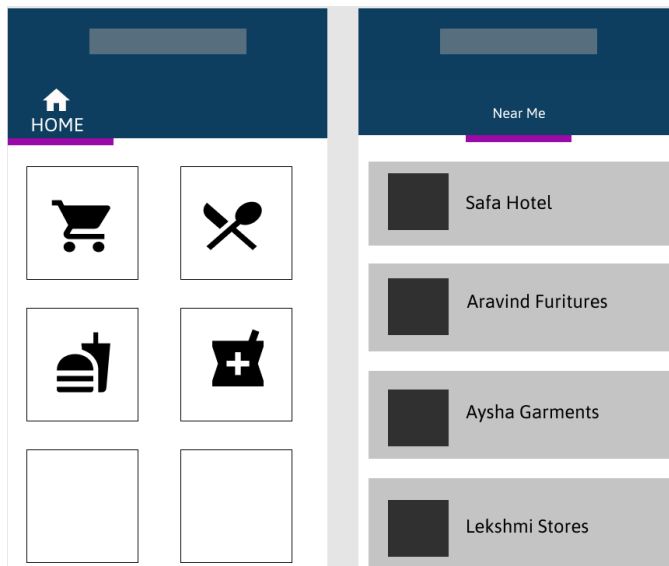 HOME
Near Me
Safa Hotel
Aravind Furitures
Aysha Garments
Lekshmi Stores